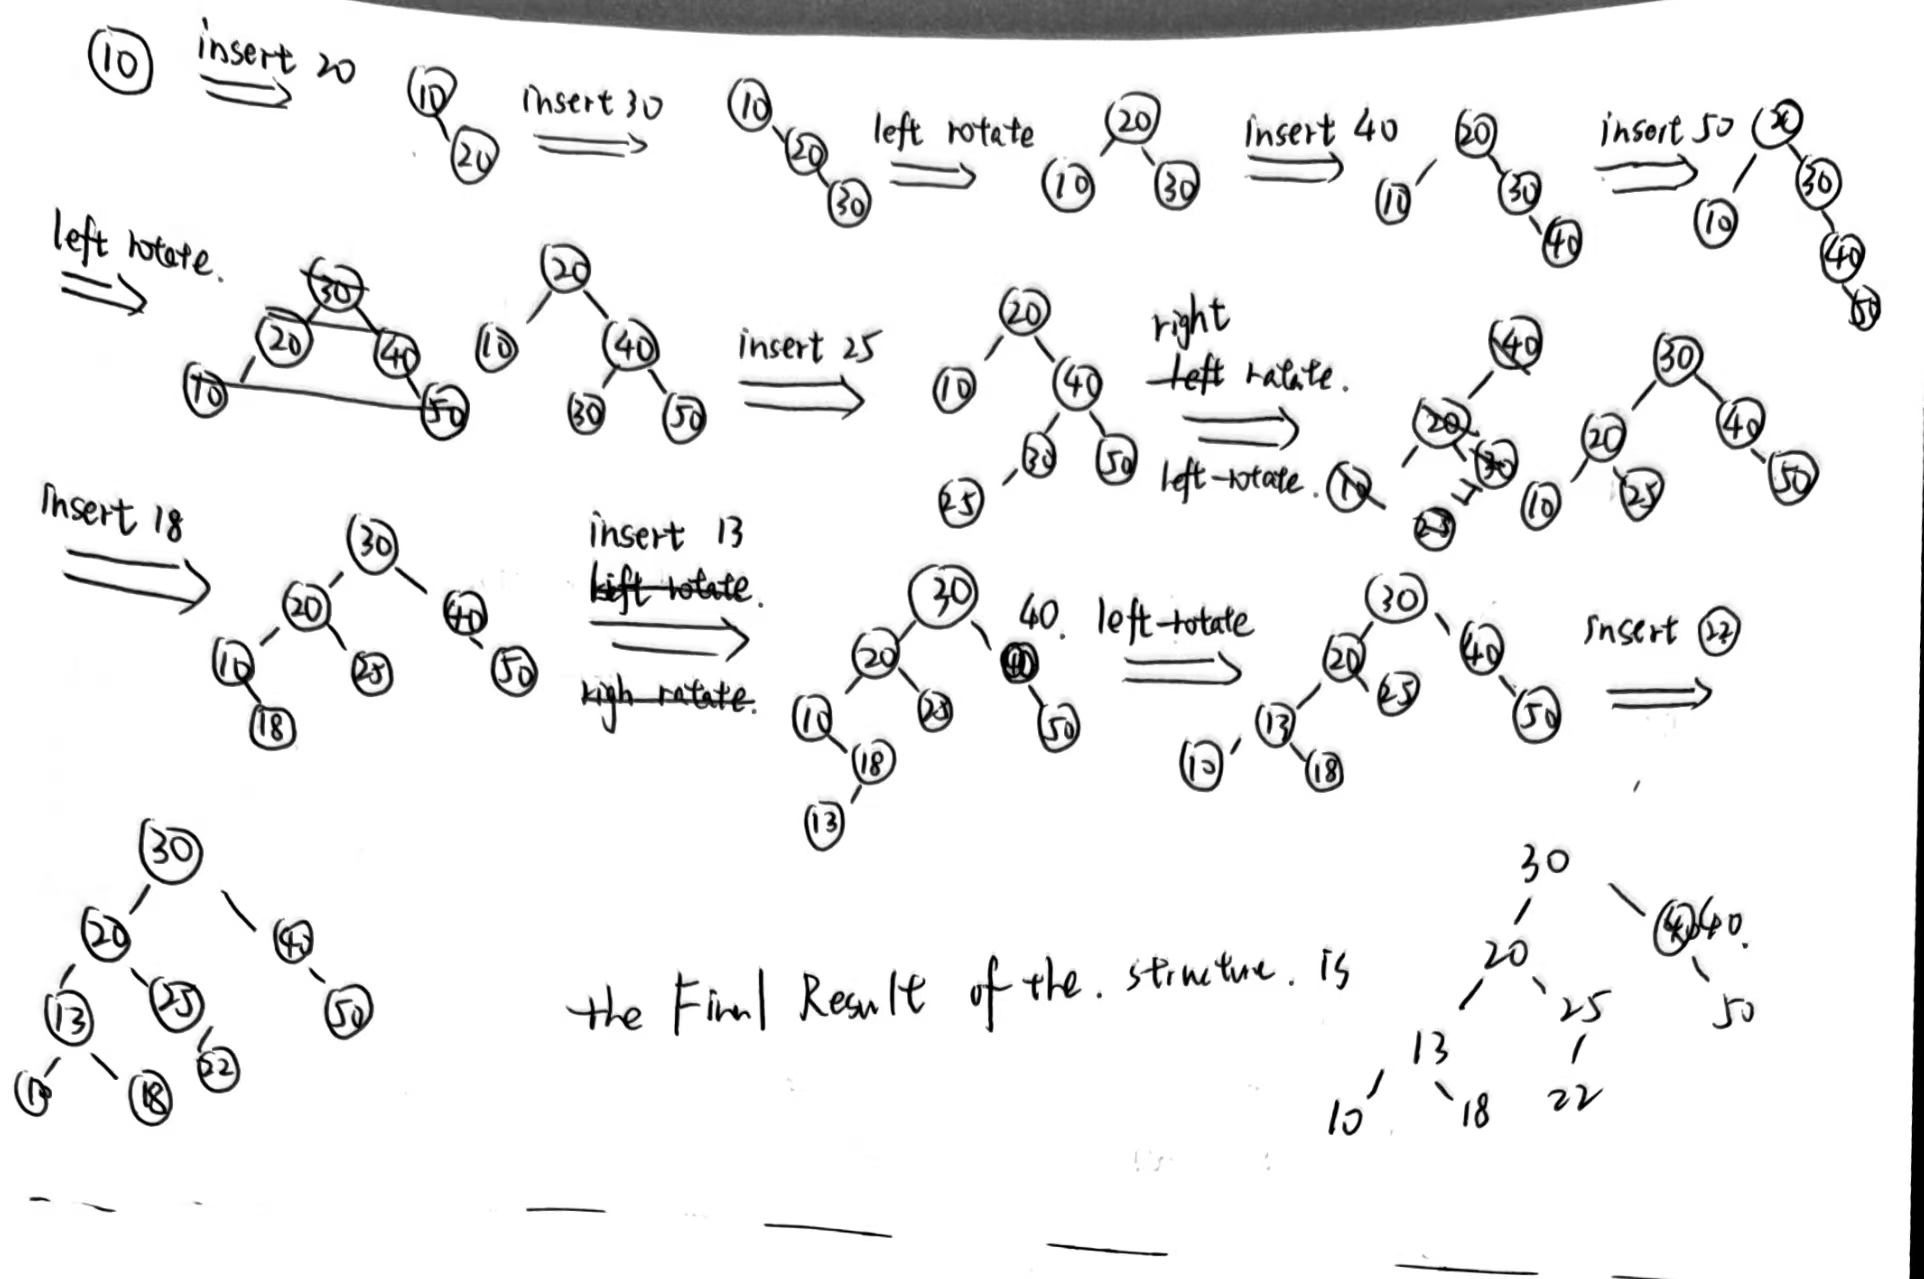 10 insert 20 10 20 insert 30 10 20 30 left rotate 20 10 30 insert 40 20 10 30 40 insert 50 20 10 30 40 50
left rotate. 30 20 40 10 50 20 10 40 30 50 insert 25 20 10 40 30 50 25 right left ratate. left-rotate. 40 20 30 10 25 30 20 40 10 25 50
insert 18 30 20 40 10 25 50 18 insert 13 left rotate. righ ratate. 30 20 40. 10 25 50 18 13 left-rotate 30 20 40 13 25 50 10 18 insert 22
30 20 40 13 25 50 10 18 22
the Final Result of the. structure. is
30
20 40 40.
13 25 50
10 18 22